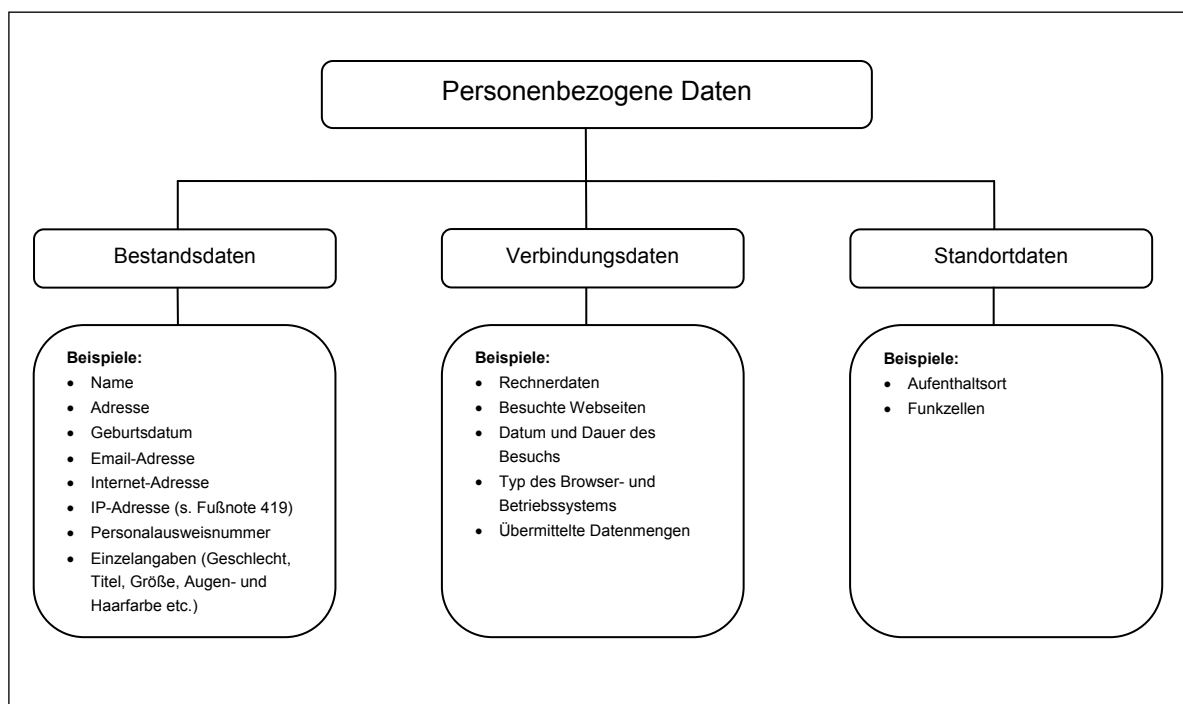 Personenbezogene Daten
Bestandsdaten
Verbindungsdaten
Standortdaten
Beispiele:
• Name
• Adresse
• Geburtsdatum
• Email-Adresse
• Internet-Adresse
• IP-Adresse (s. Fußnote 419)
• Personalausweisnummer
• Einzelangaben (Geschlecht,
Titel, Größe, Augen- und
Haarfarbe etc.)
Beispiele:
• Rechnerdaten
• Besuchte Webseiten
• Datum und Dauer des
Besuchs
• Typ des Browser- und
Betriebssystems
• Übermittelte Datenmengen
Beispiele:
• Aufenthaltsort
• Funkzellen